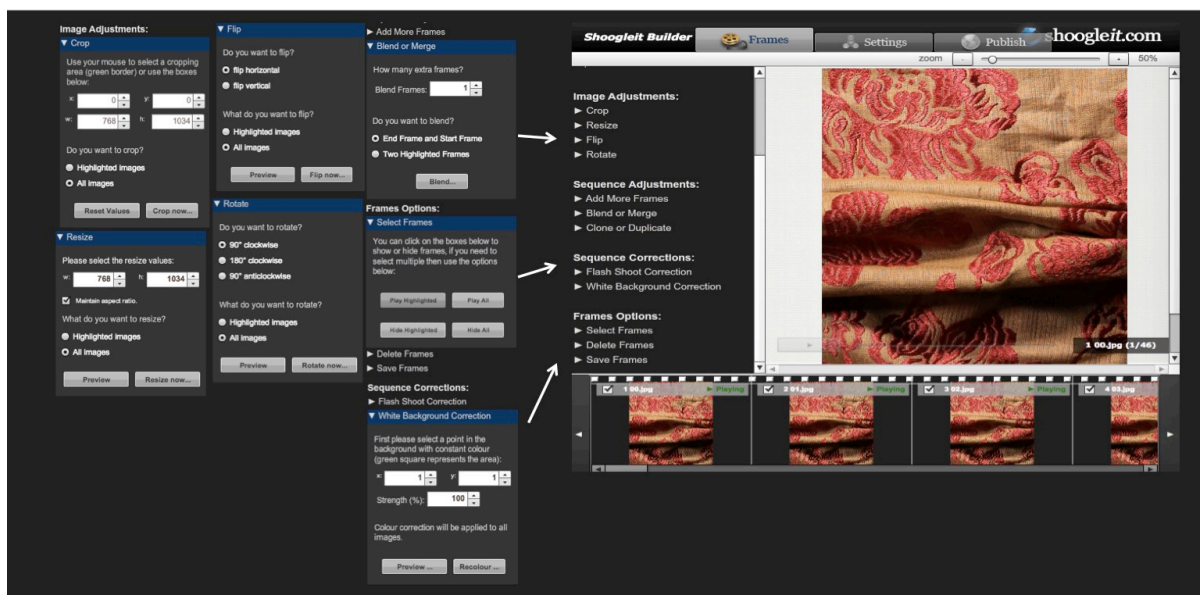 Image Adjustments:
▼ Crop
Use your mouse to select a cropping
area (green border) or use the boxes
below:
x: 0 y: 0
w: 768 h: 1034
Do you want to crop?
Highlighted images
All images
Reset Values Crop now...
▼ Resize
Please select the resize values:
w: 768 h: 1034
Maintain aspect ratio.
What do you want to resize?
Highlighted images
All images
Preview Resize now...
▼ Flip
Do you want to flip?
flip horizontal
flip vertical
What do you want to flip?
Highlighted images
All images
Preview Flip now...
▼ Rotate
Do you want to rotate?
90° clockwise
180° clockwise
90° anticlockwise
What do you want to rotate?
Highlighted images
All images
Preview Rotate now...
► Add More Frames
▼ Blend or Merge
How many extra frames?
Blend Frames: 1
Do you want to blend?
End Frame and Start Frame
Two Highlighted Frames
Blend...
Frames Options:
▼ Select Frames
You can click on the boxes below to
show or hide frames, if you need to
select multiple then use the options
below:
Play Highlighted Play All
Hide Highlighted Hide All
► Delete Frames
► Save Frames
Sequence Corrections:
► Flash Shoot Correction
▼ White Background Correction
First please select a point in the
background with constant colour
(green square represents the area):
x: 1 y: 1
Strength (%): 100
Colour correction will be applied to all
images.
Preview ... Recolour ...
Shoogleit Builder Frames Settings Publish shoogleit.com
zoom - + 50%
Image Adjustments:
► Crop
► Resize
► Flip
► Rotate
Sequence Adjustments:
► Add More Frames
► Blend or Merge
► Clone or Duplicate
Sequence Corrections:
► Flash Shoot Correction
► White Background Correction
Frames Options:
► Select Frames
► Delete Frames
► Save Frames
1 00.jpg (1/46)
1 00.jpg ► Playing 2 01.jpg ► Playing 3 02.jpg ► Playing 4 03.jpg